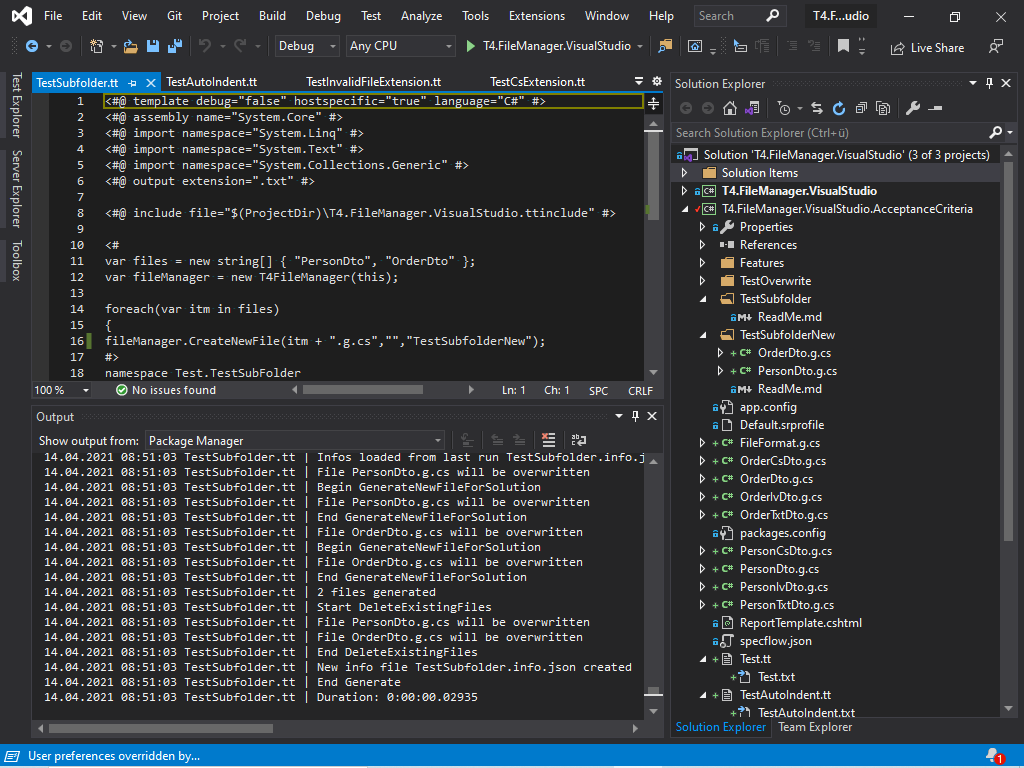 File Edit View Git Project Build Debug Test Analyze Tools Extensions Window Help Search T4.F...udio
Debug Any CPU T4.FileManager.VisualStudio Live Share
Test Explorer
Server Explorer
Toolbox
TestSubfolder.tt TestAutoIndent.tt TestInvalidFileExtension.tt TestCsExtension.tt
1 <#@ template debug="false" hostspecific="true" language="C#" #>
2 <#@ assembly name="System.Core" #>
3 <#@ import namespace="System.Linq" #>
4 <#@ import namespace="System.Text" #>
5 <#@ import namespace="System.Collections.Generic" #>
6 <#@ output extension=".txt" #>
7
8 <#@ include file="$(ProjectDir)\T4.FileManager.VisualStudio.ttinclude" #>
9
10 <#
11 var files = new string[] { "PersonDto", "OrderDto" };
12 var fileManager = new T4FileManager(this);
13
14 foreach(var itm in files)
15 {
16 fileManager.CreateNewFile(itm + ".g.cs","","TestSubfolderNew");
17 #>
18 namespace Test.TestSubFolder
100 % No issues found Ln: 1 Ch: 1 SPC CRLF
Output
Show output from: Package Manager
14.04.2021 08:51:03 TestSubfolder.tt | Infos loaded from last run TestSubfolder.info.j
14.04.2021 08:51:03 TestSubfolder.tt | File PersonDto.g.cs will be overwritten
14.04.2021 08:51:03 TestSubfolder.tt | Begin GenerateNewFileForSolution
14.04.2021 08:51:03 TestSubfolder.tt | File PersonDto.g.cs will be overwritten
14.04.2021 08:51:03 TestSubfolder.tt | End GenerateNewFileForSolution
14.04.2021 08:51:03 TestSubfolder.tt | File OrderDto.g.cs will be overwritten
14.04.2021 08:51:03 TestSubfolder.tt | Begin GenerateNewFileForSolution
14.04.2021 08:51:03 TestSubfolder.tt | File OrderDto.g.cs will be overwritten
14.04.2021 08:51:03 TestSubfolder.tt | End GenerateNewFileForSolution
14.04.2021 08:51:03 TestSubfolder.tt | 2 files generated
14.04.2021 08:51:03 TestSubfolder.tt | Start DeleteExistingFiles
14.04.2021 08:51:03 TestSubfolder.tt | File PersonDto.g.cs will be overwritten
14.04.2021 08:51:03 TestSubfolder.tt | File OrderDto.g.cs will be overwritten
14.04.2021 08:51:03 TestSubfolder.tt | End DeleteExistingFiles
14.04.2021 08:51:03 TestSubfolder.tt | New info file TestSubfolder.info.json created
14.04.2021 08:51:03 TestSubfolder.tt | End Generate
14.04.2021 08:51:03 TestSubfolder.tt | Duration: 0:00:00.02935
Solution Explorer
Search Solution Explorer (Ctrl+ü)
Solution 'T4.FileManager.VisualStudio' (3 of 3 projects)
Solution Items
C# T4.FileManager.VisualStudio
C# T4.FileManager.VisualStudio.AcceptanceCriteria
Properties
References
Features
TestOverwrite
TestSubfolder
M+ ReadMe.md
TestSubfolderNew
+ C# OrderDto.g.cs
+ C# PersonDto.g.cs
M+ ReadMe.md
app.config
Default.srprofile
+ C# FileFormat.g.cs
+ C# OrderCsDto.g.cs
+ C# OrderDto.g.cs
+ C# OrderIvDto.g.cs
+ C# OrderTxtDto.g.cs
packages.config
+ C# PersonCsDto.g.cs
+ C# PersonDto.g.cs
+ C# PersonIvDto.g.cs
+ C# PersonTxtDto.g.cs
ReportTemplate.cshtml
specflow.json
+ Test.tt
+ Test.txt
+ TestAutoIndent.tt
+ TestAutoIndent.txt
Solution Explorer Team Explorer
User preferences overridden by... 1